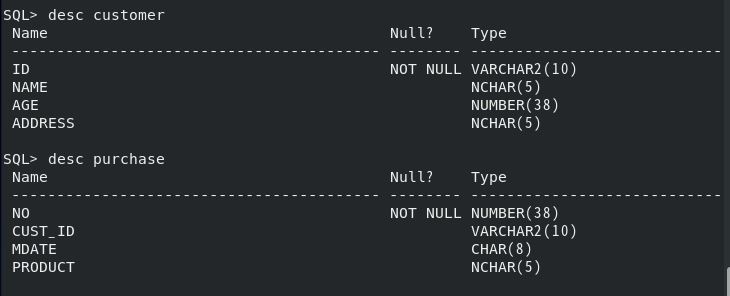 SQL> desc customer
 Name                                      Null?    Type
 ----------------------------------------- -------- ----------------------------
 ID                                        NOT NULL VARCHAR2(10)
 NAME                                               NCHAR(5)
 AGE                                                NUMBER(38)
 ADDRESS                                            NCHAR(5)

SQL> desc purchase
 Name                                      Null?    Type
 ----------------------------------------- -------- ----------------------------
 NO                                        NOT NULL NUMBER(38)
 CUST_ID                                            VARCHAR2(10)
 MDATE                                              CHAR(8)
 PRODUCT                                            NCHAR(5)